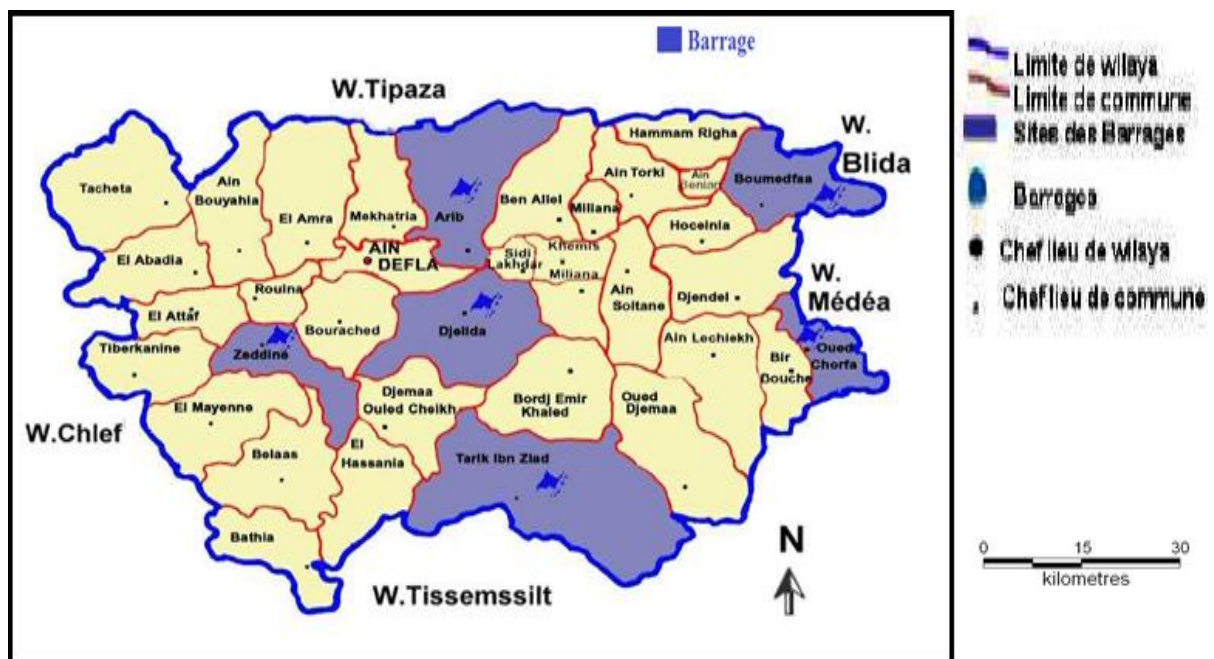 Barrage
W.Tipaza
W.
Blida
Hammam Righa
Ain Torki
Ain
Benian
Boumedfaa
Tacheta
Ain
Bouyahia
El Amra
Mekhatria
Arib
Ben Allel
Miliana
Hoceinia
El Abadia
AIN
DEFLA
Sidi
Lakhdar
Khemis
Miliana
Rouina
El Attaf
Bourached
Djelida
Ain
Soltane
Djendel
W.
Médéa
Tiberkanine
Zeddine
Ain Lechiekh
Bir
Bouche
Oued
Chorfa
El Mayenne
Djemaa
Ouled Cheikh
Bordj Emir
Khaled
Oued
Djemaa
W.Chlef
Belaas
El
Hassania
Tarik Ibn Ziad
Bathia
W.Tissemssilt
N
Limite de wilaya
Limite de commune
Sites des Barrages
Barrages
Chef lieu de wilaya
Chef lieu de commune
0 15 30
kilometres